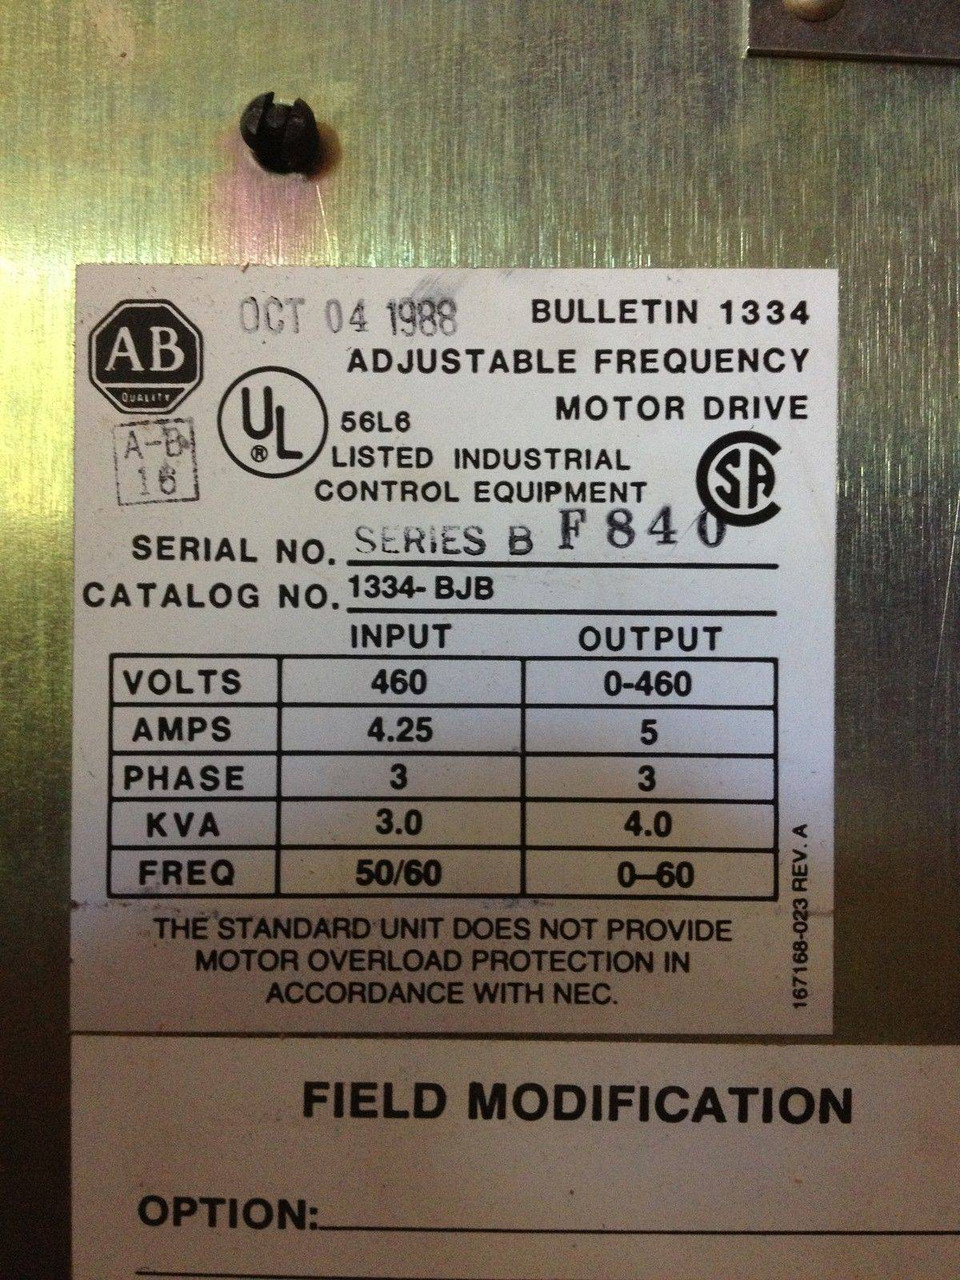 AB
QUALITY
OCT 04 1988
BULLETIN 1334
ADJUSTABLE FREQUENCY
MOTOR DRIVE
A-B
16
UL
®
56L6
LISTED INDUSTRIAL
CONTROL EQUIPMENT
SA
SERIAL NO. SERIES B F 840
CATALOG NO. 1334-BJB
INPUT OUTPUT
VOLTS 460 0-460
AMPS 4.25 5
PHASE 3 3
KVA 3.0 4.0
FREQ 50/60 0-60
THE STANDARD UNIT DOES NOT PROVIDE
MOTOR OVERLOAD PROTECTION IN
ACCORDANCE WITH NEC.
167168-023 REV. A
FIELD MODIFICATION
OPTION: